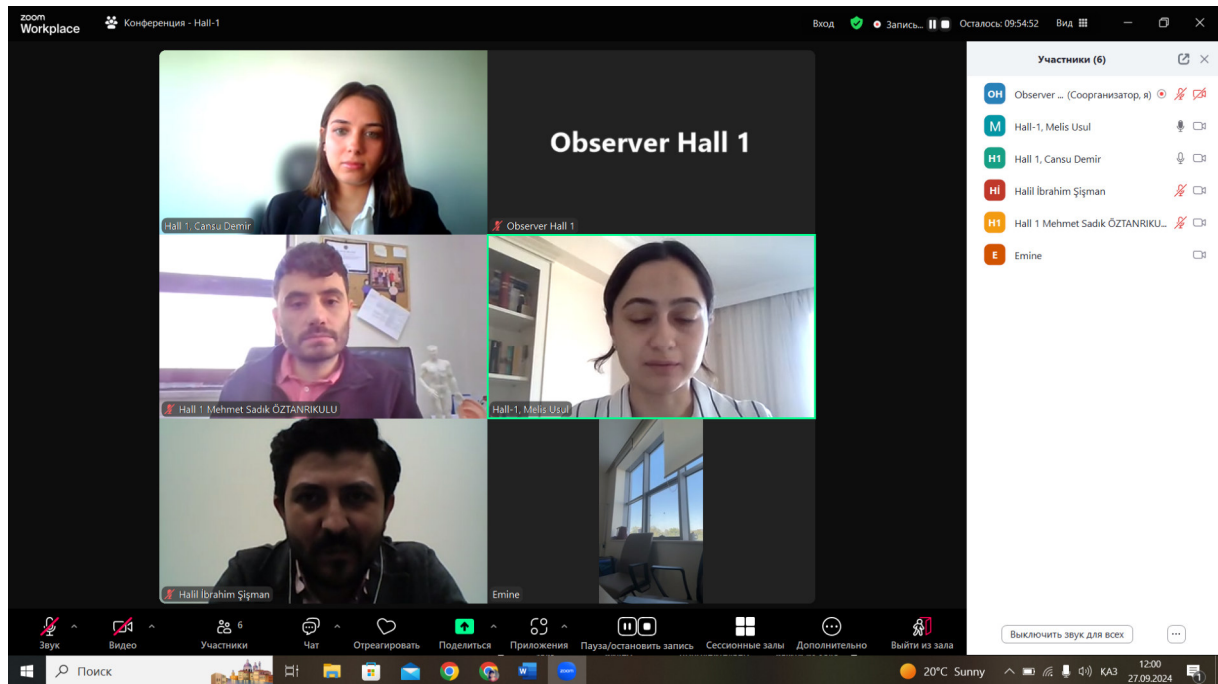 zoom
Workplace
Конференция - Hall-1
Вход
Запись...
Осталось: 09:54:52
Вид
Hall 1, Cansu Demir
Observer Hall 1
Observer Hall 1
Hall 1 Mehmet Sadık ÖZTANRIKULU
Hall-1, Melis Usul
Halil İbrahim Şişman
Emine
Участники (6)
OH Observer ... (Соорганизатор, я)
M Hall-1, Melis Usul
H1 Hall 1, Cansu Demir
Hİ Halil İbrahim Şişman
H1 Hall 1 Mehmet Sadık ÖZTANRIKU...
E Emine
Звук
Видео
6
Участники
Чат
Отреагировать
Поделиться
Приложения
Пауза/остановить запись
Сессионные залы
Дополнительно
Выйти из зала
Выключить звук для всех
Поиск
W
zoom
20°C Sunny
ҚАЗ
12:00
27.09.2024
1